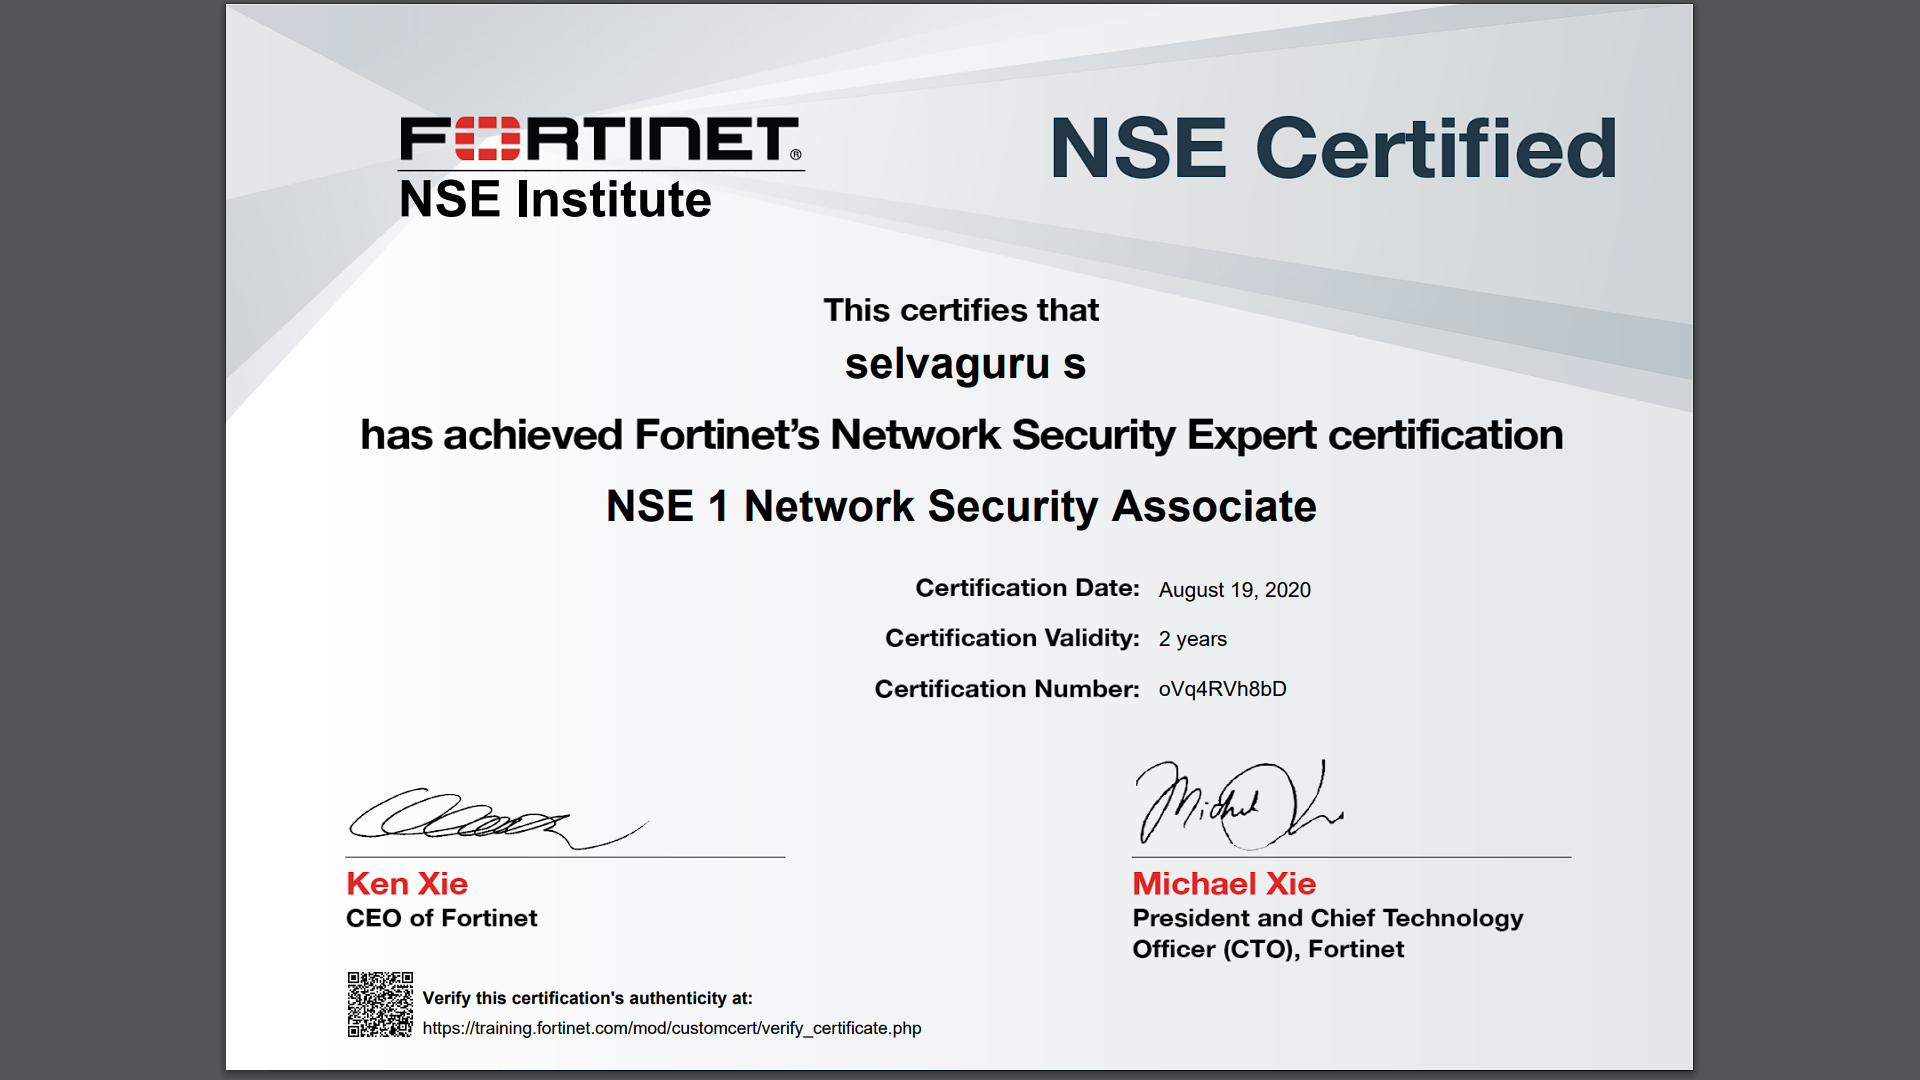 FORTINET®
NSE Institute
NSE Certified
This certifies that
selvaguru s
has achieved Fortinet’s Network Security Expert certification
NSE 1 Network Security Associate
Certification Date: August 19, 2020
Certification Validity: 2 years
Certification Number: oVq4RVh8bD
Michael
Ken Xie
CEO of Fortinet
Michael Xie
President and Chief Technology
Officer (CTO), Fortinet
Verify this certification's authenticity at:
https://training.fortinet.com/mod/customcert/verify_certificate.php